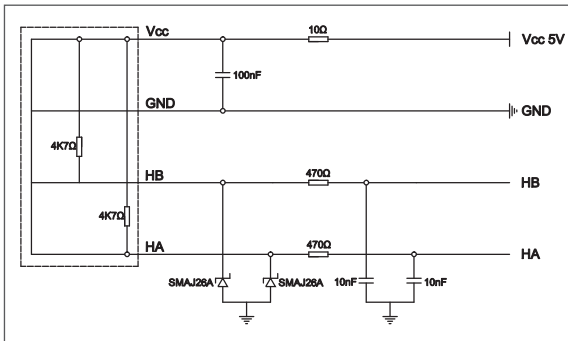 Vcc 10Ω Vcc 5V
100nF
GND GND
4K7Ω
HB 470Ω HB
4K7Ω
HA 470Ω HA
SMAJ26A SMAJ26A 10nF 10nF